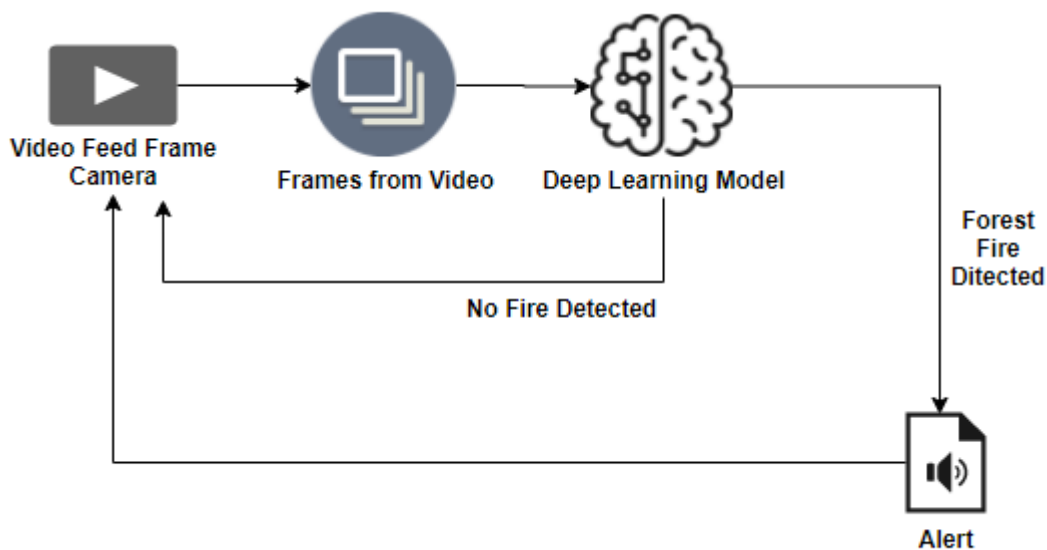 Video Feed Frame
Camera
Frames from Video
Deep Learning Model
Forest
Fire
Ditected
No Fire Detected
Alert